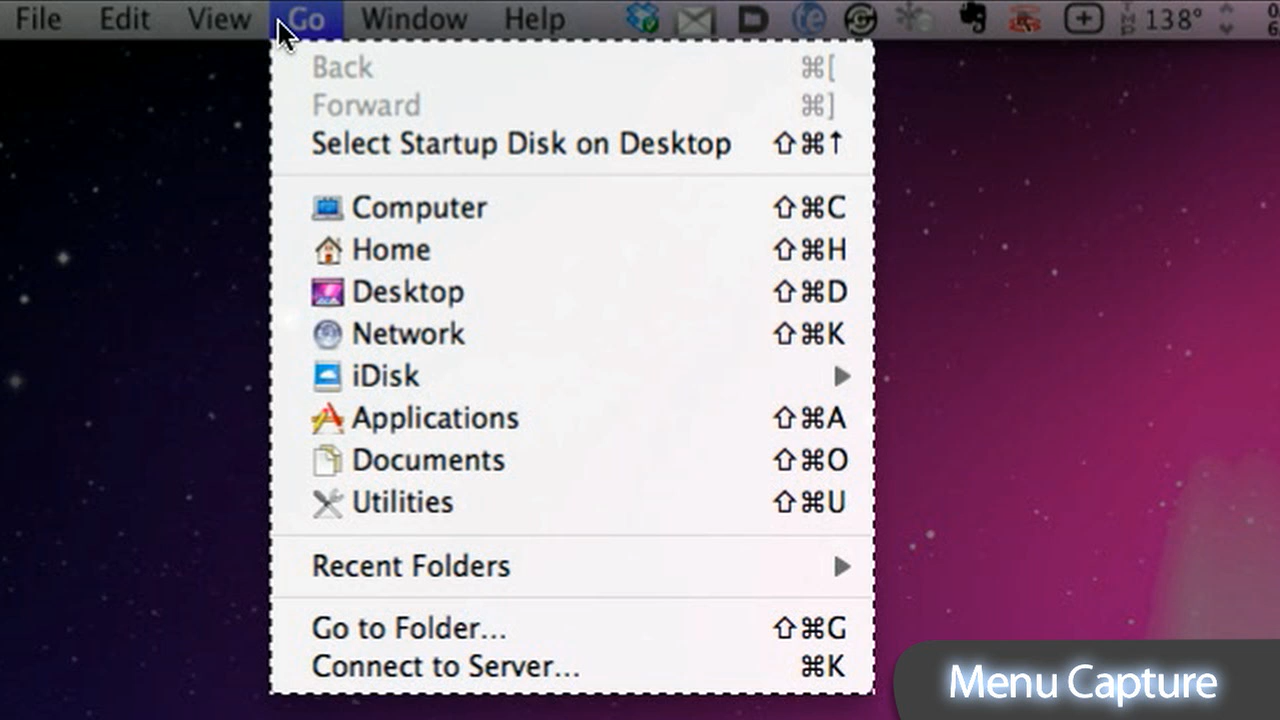 File Edit View Go Window Help 138°
Back ⌘[
Forward ⌘]
Select Startup Disk on Desktop ⇧⌘↑
Computer ⇧⌘C
Home ⇧⌘H
Desktop ⇧⌘D
Network ⇧⌘K
iDisk
Applications ⇧⌘A
Documents ⇧⌘O
Utilities ⇧⌘U
Recent Folders
Go to Folder... ⇧⌘G
Connect to Server... ⌘K
Menu Capture